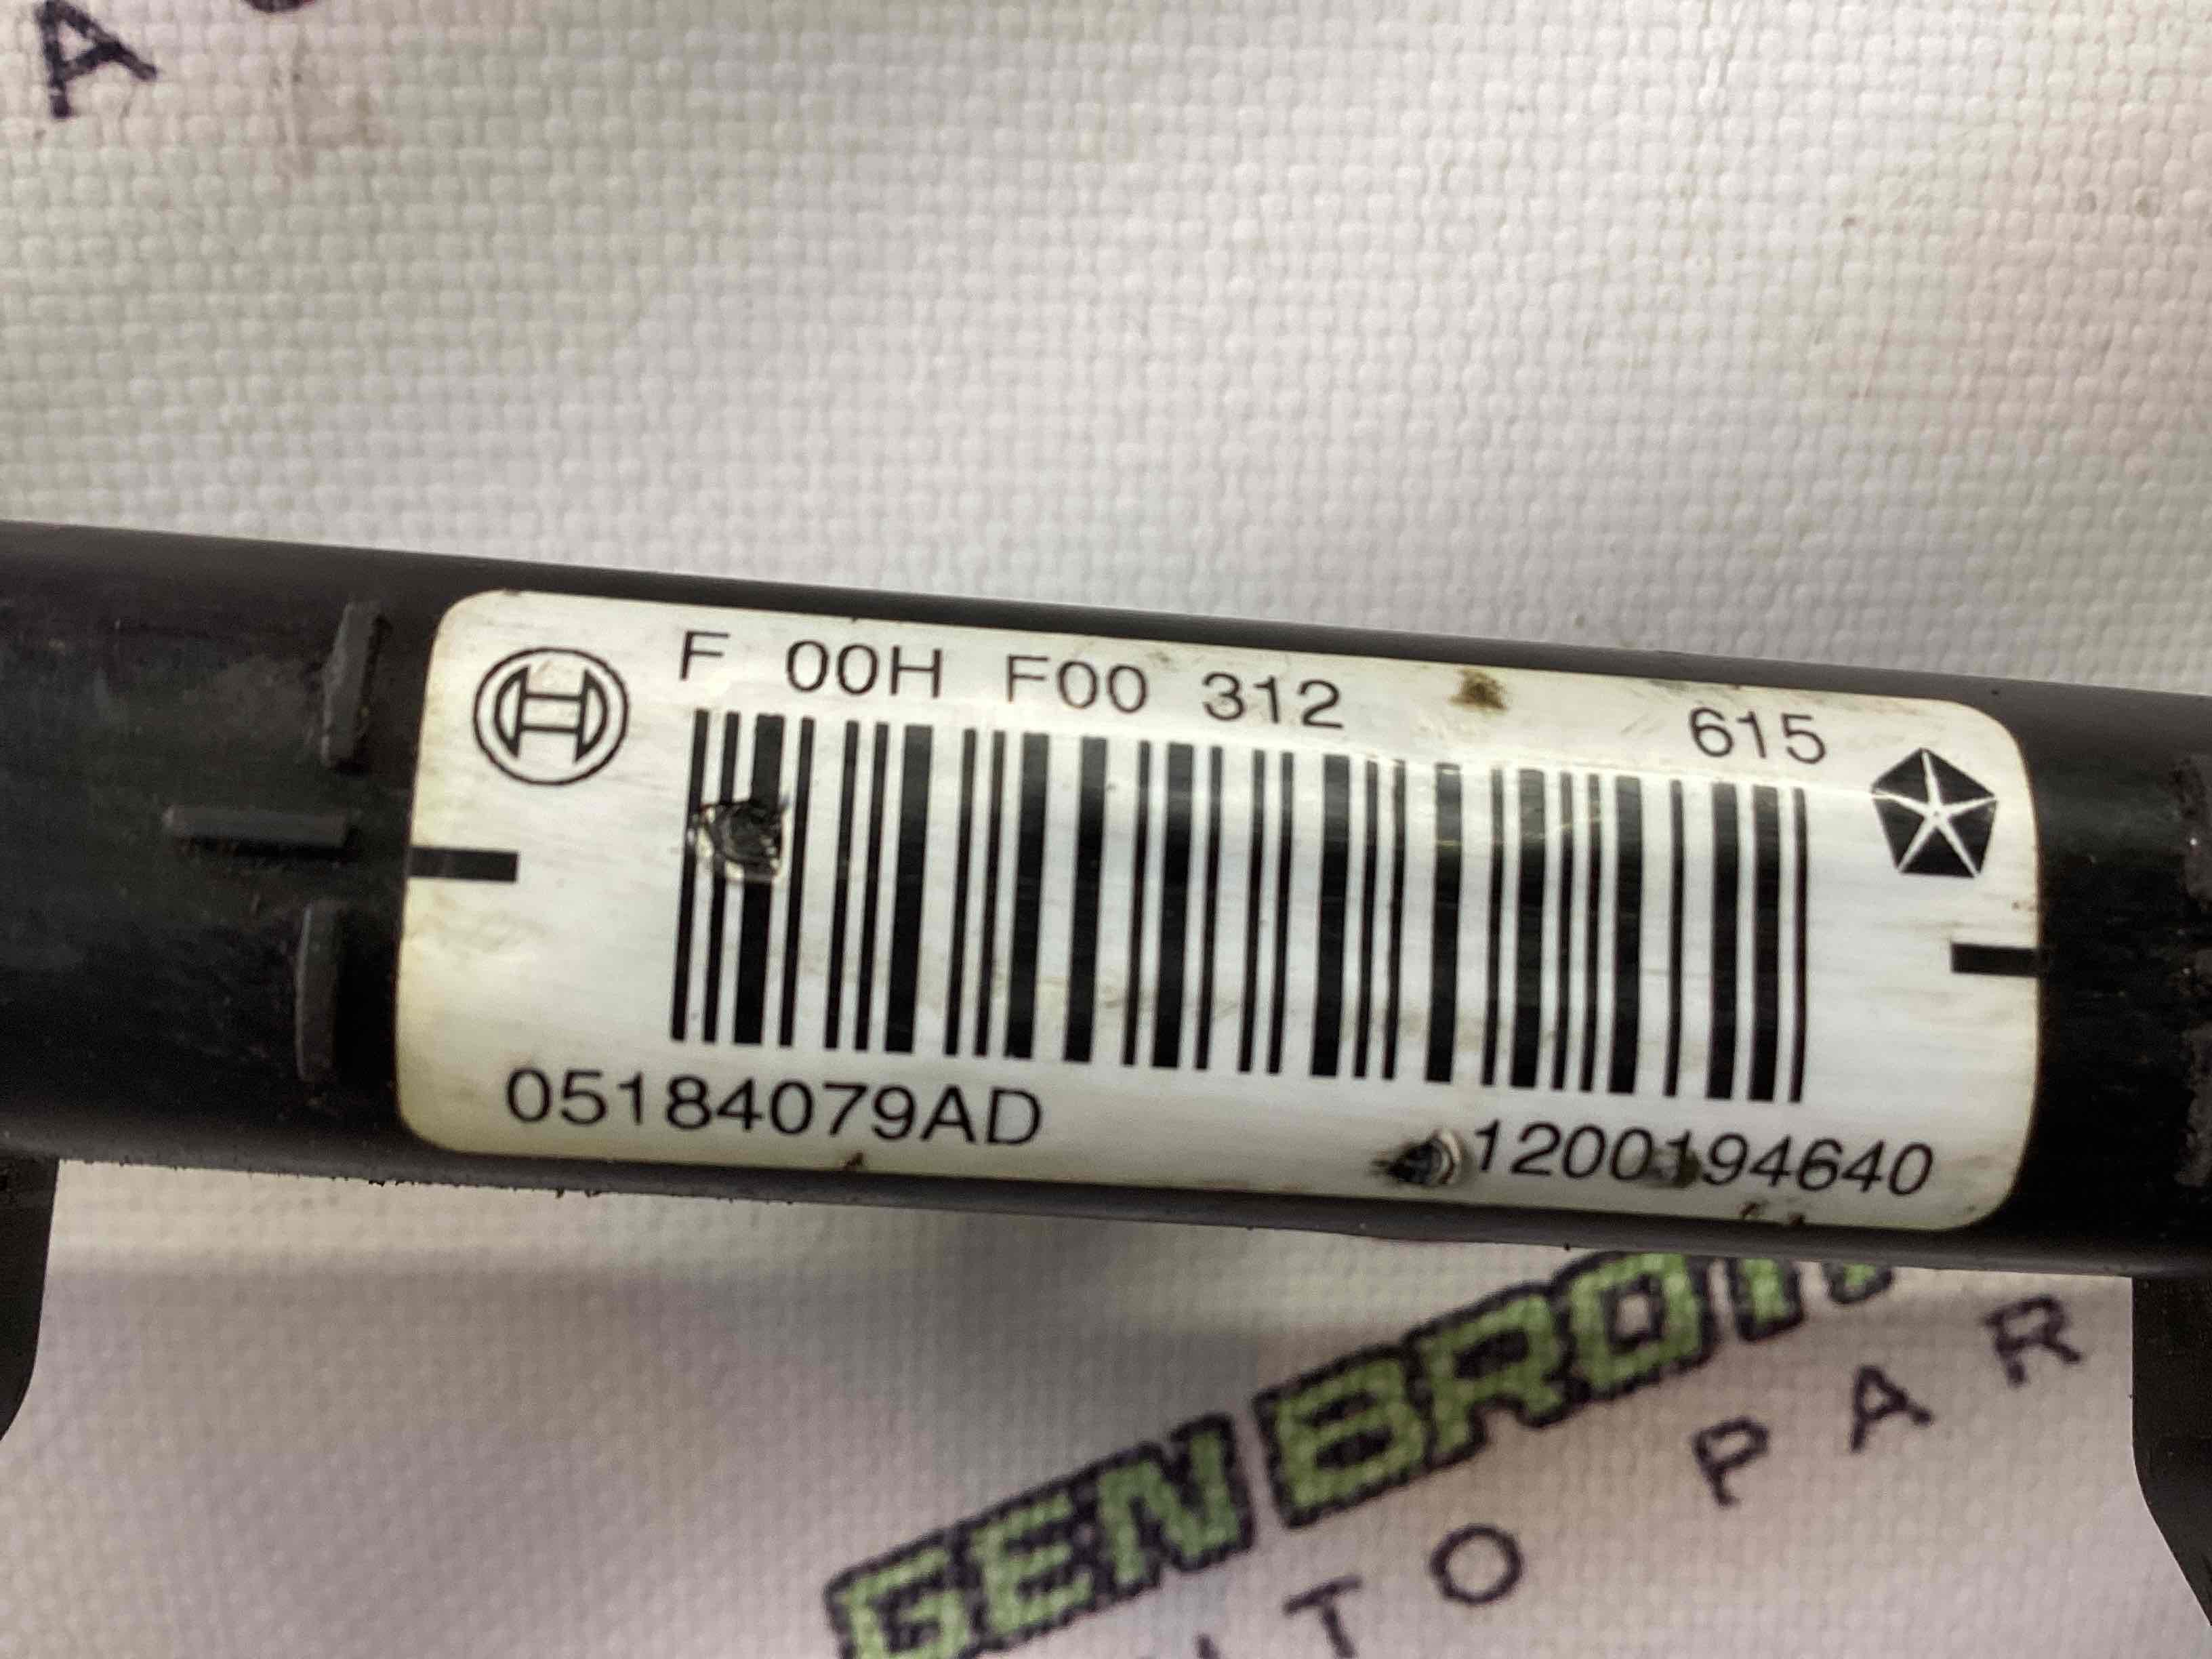 A
F 00H F00 312 615
05184079AD 1200194640
GEN BRO
TO PAR